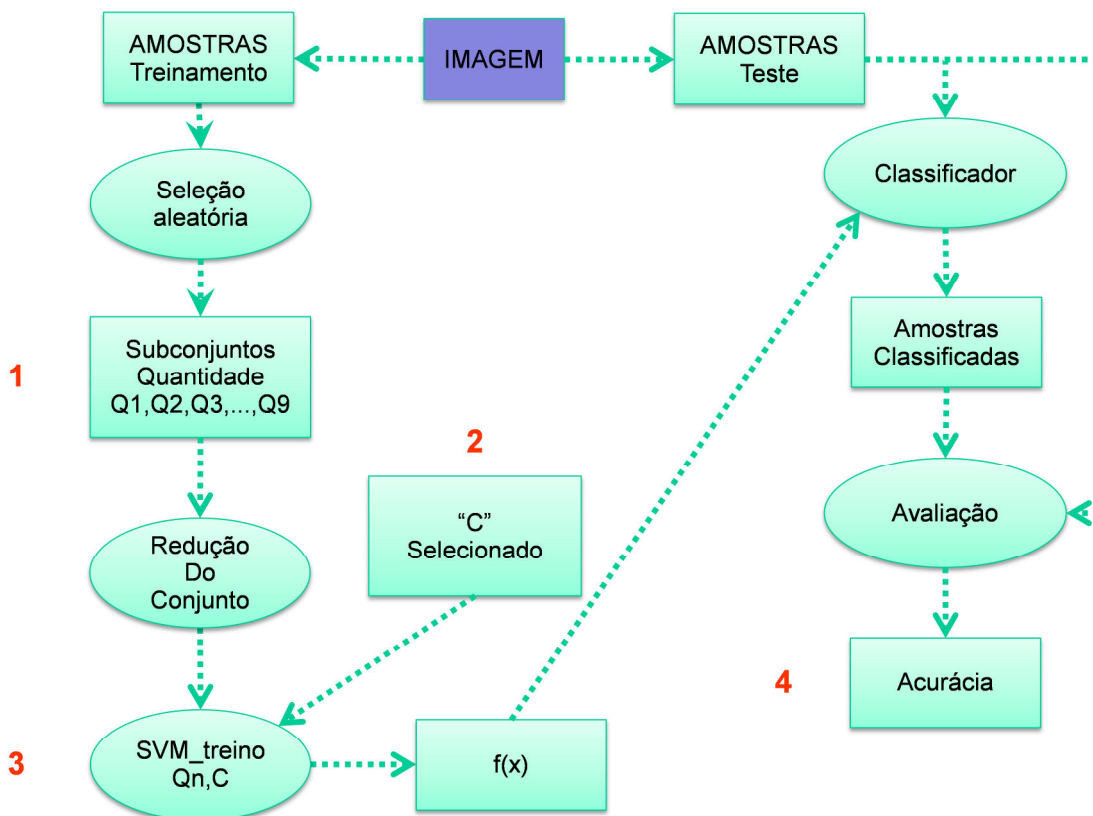 AMOSTRAS
Treinamento
IMAGEM
AMOSTRAS
Teste
Seleção
aleatória
Classificador
1
Subconjuntos
Quantidade
Q1,Q2,Q3,...,Q9
Amostras
Classificadas
2
“C”
Selecionado
Redução
Do
Conjunto
Avaliação
3
SVM_treino
Qn,C
f(x)
4
Acurácia